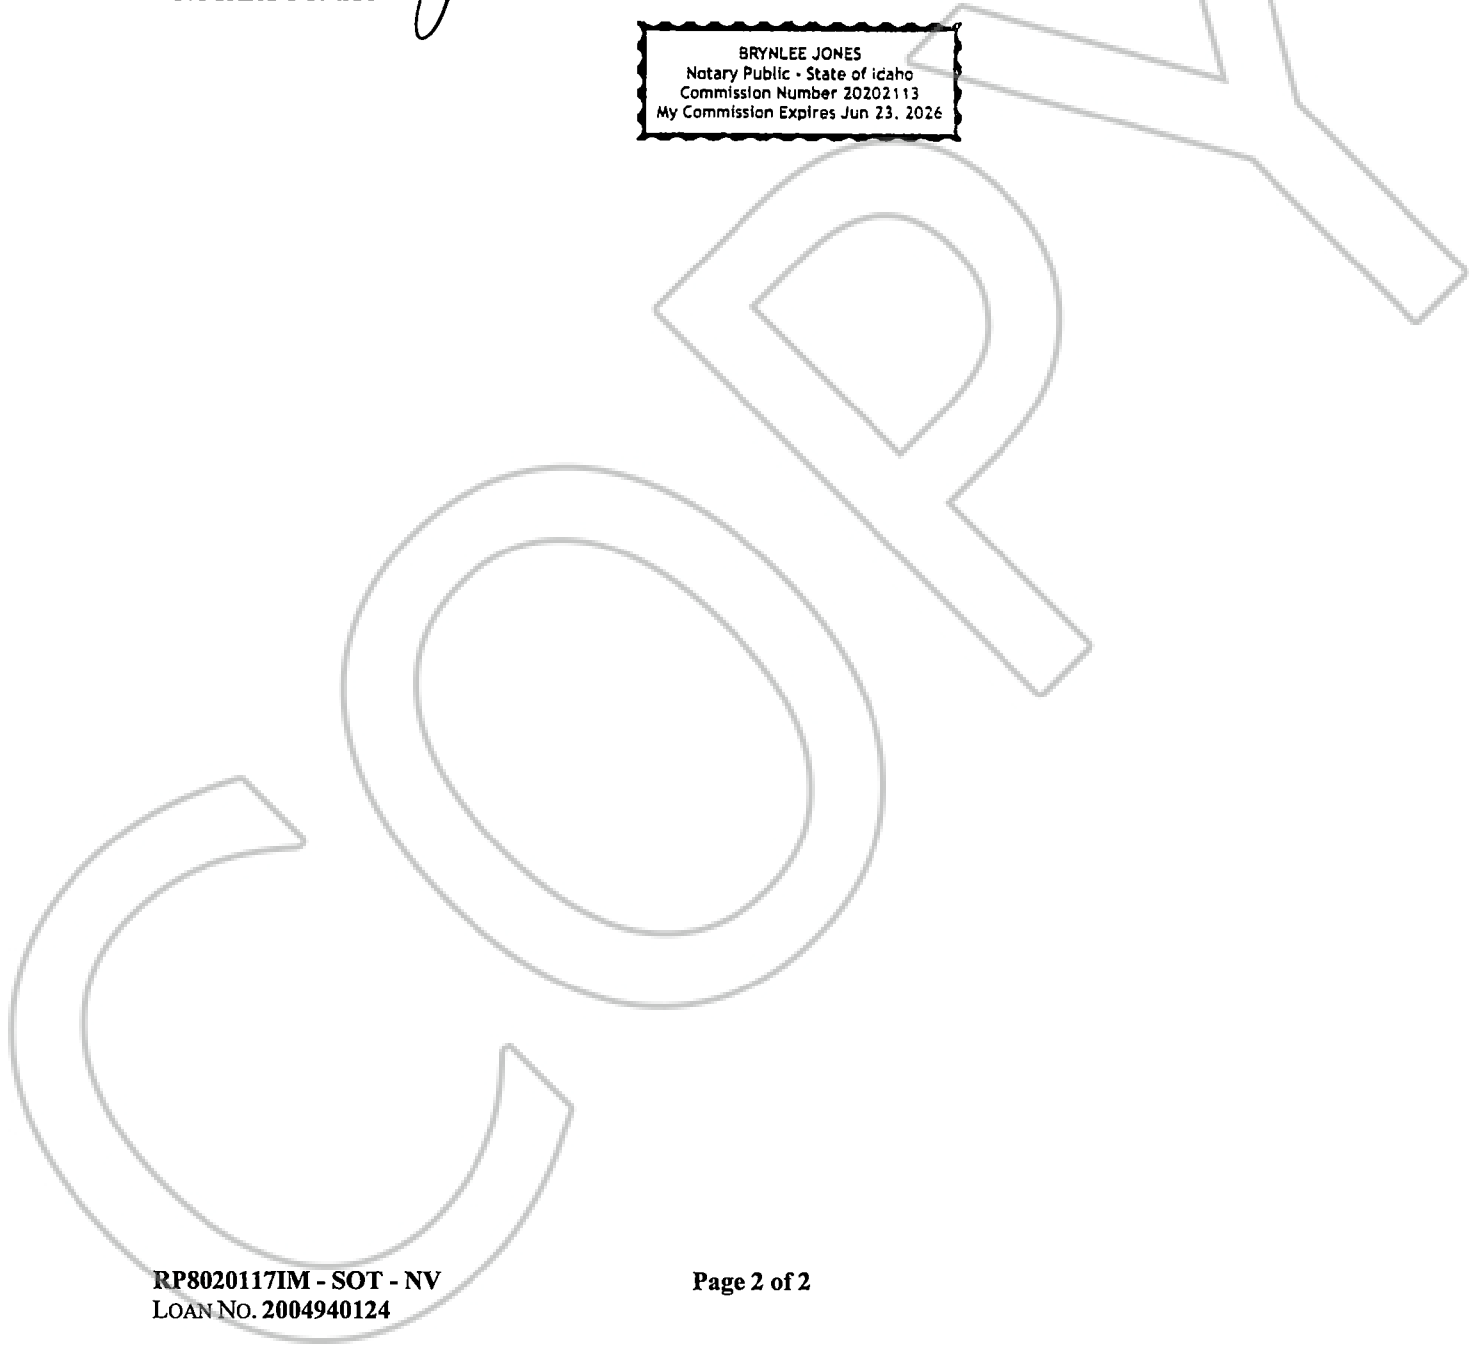 BRYNLEE JONES
Notary Public - State of Idaho
Commission Number 20202113
My Commission Expires Jun 23, 2026
COPY
RP8020117IM - SOT - NV
LOAN NO. 2004940124
Page 2 of 2